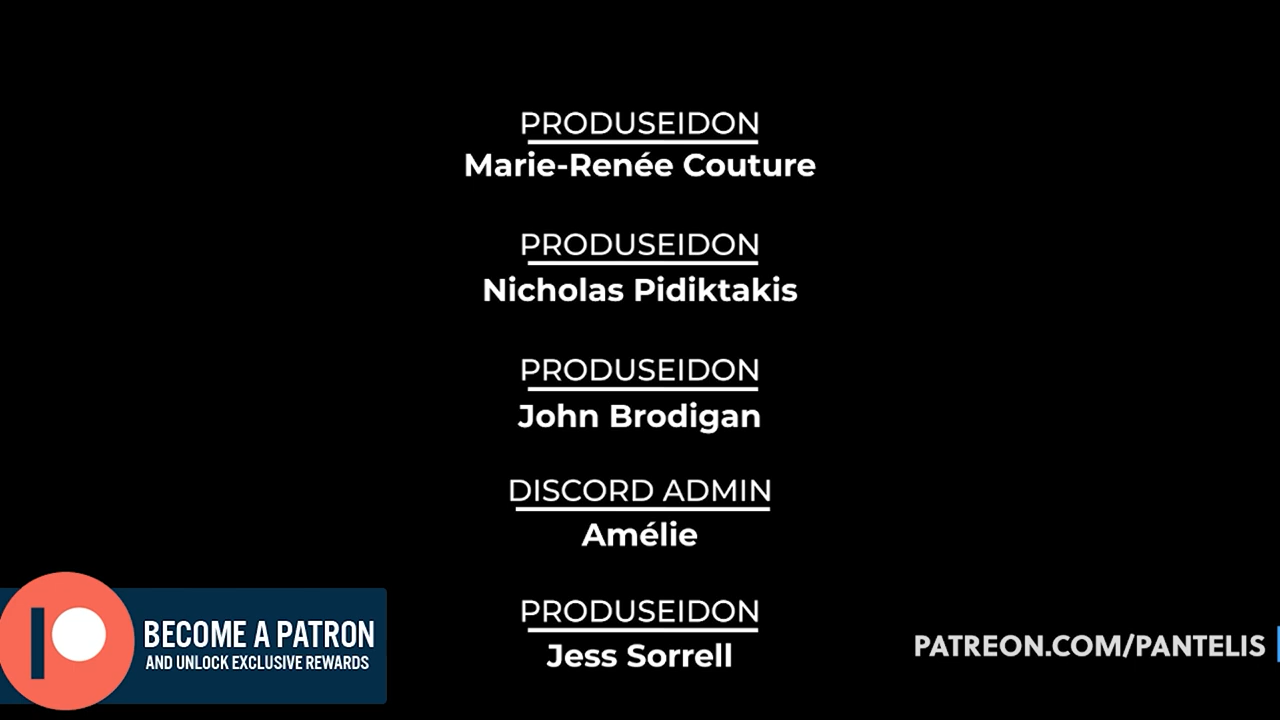 PRODUSEIDON
Marie-Renée Couture
PRODUSEIDON
Nicholas Pidiktakis
PRODUSEIDON
John Brodigan
DISCORD ADMIN
Amélie
PRODUSEIDON
Jess Sorrell
BECOME A PATRON
AND UNLOCK EXCLUSIVE REWARDS
PATREON.COM/PANTELIS